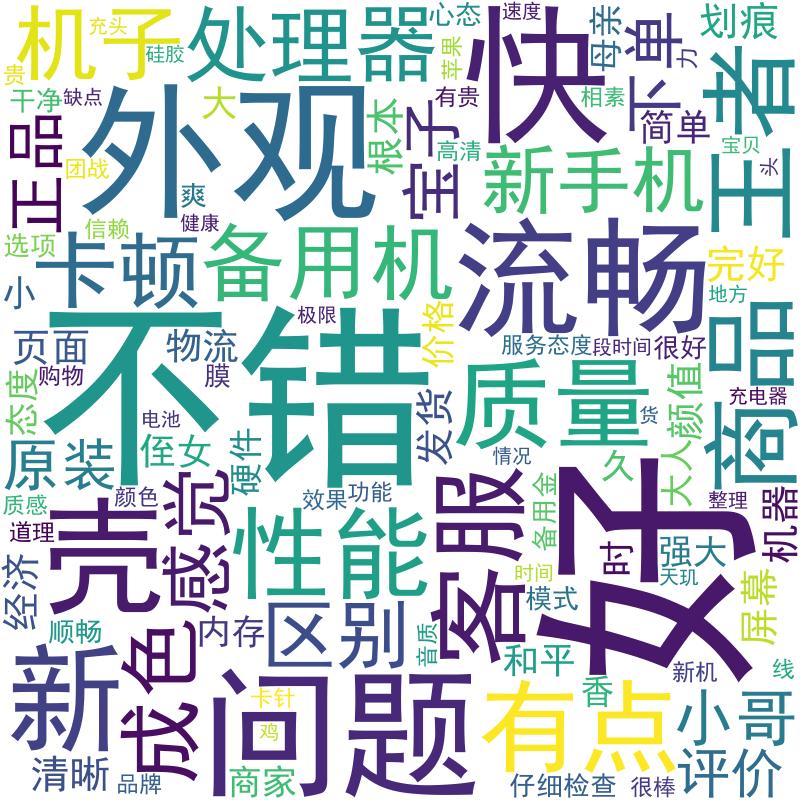 机子
充头
硅胶
处理器
心态
速度
快
母亲
下单
力
划痕
贵
干净
缺点
大
苹果
有贵
根本
相素
简单
王者
正品
团战
外观
爽
宝子
高清
新手机
宝贝
头
选项
信赖
健康
小
卡顿
备用机
流畅
完好
地方
页面
物流
极限
价格
服务态度
段时间
很好
商品
态度
购物
膜
不错
电池
发货
质量
货
大人
颜值
充电器
原装
侄女
硬件
情况
久
质感
颜色
效果
功能
备用金
整理
机器
道理
壳
感觉
性能
客服
好
时
强大
天玑
经济
顺畅
内存
区别
音质
时间
模式
屏幕
和平
新机
线
新
成色
卡针
鸡
问题
有点
香
小哥
清晰
品牌
商家
仔细检查
很棒
评价